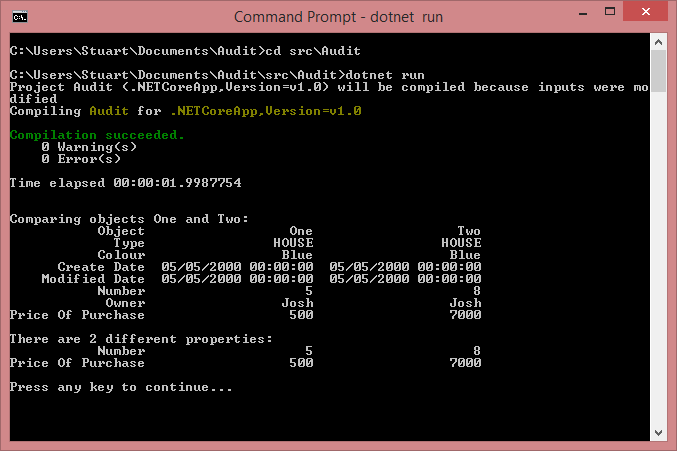 Command Prompt - dotnet run
C:\Users\Stuart\Documents\Audit>cd src\Audit
C:\Users\Stuart\Documents\Audit\src\Audit>dotnet run
Project Audit (.NETCoreApp,Version=v1.0) will be compiled because inputs were mo
dified
Compiling Audit for .NETCoreApp,Version=v1.0
Compilation succeeded.
0 Warning(s)
0 Error(s)
Time elapsed 00:00:01.9987754
Comparing objects One and Two:
Object One Two
Type HOUSE HOUSE
Colour Blue Blue
Create Date 05/05/2000 00:00:00 05/05/2000 00:00:00
Modified Date 05/05/2000 00:00:00 05/05/2000 00:00:00
Number 5 8
Owner Josh Josh
Price Of Purchase 500 7000
There are 2 different properties:
Number 5 8
Price Of Purchase 500 7000
Press any key to continue...